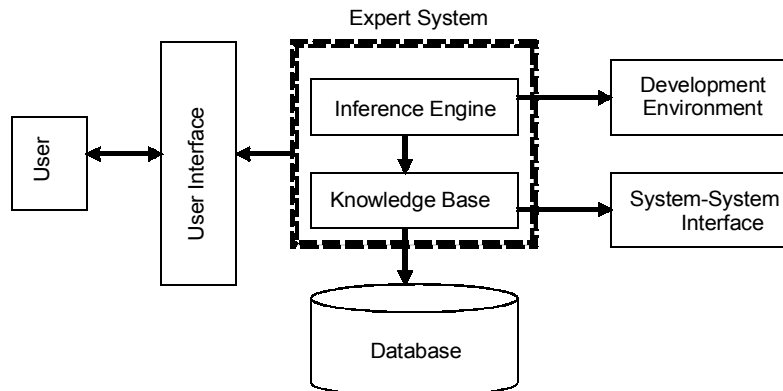 Expert System
User
User Interface
Inference Engine
Knowledge Base
Development
Environment
System-System
Interface
Database